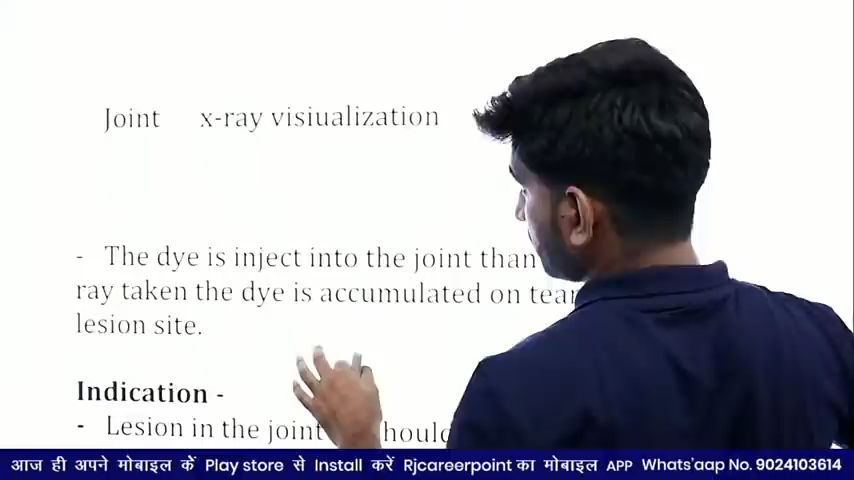 Joint x-ray visiualization
- The dye is inject into the joint than
ray taken the dye is accumulated on tear
lesion site.
Indication -
- Lesion in the joint
आज ही अपने मोबाइल कें Play store से Install करें Rjcareerpoint का मोबाइल APP Whats'aap No. 9024103614